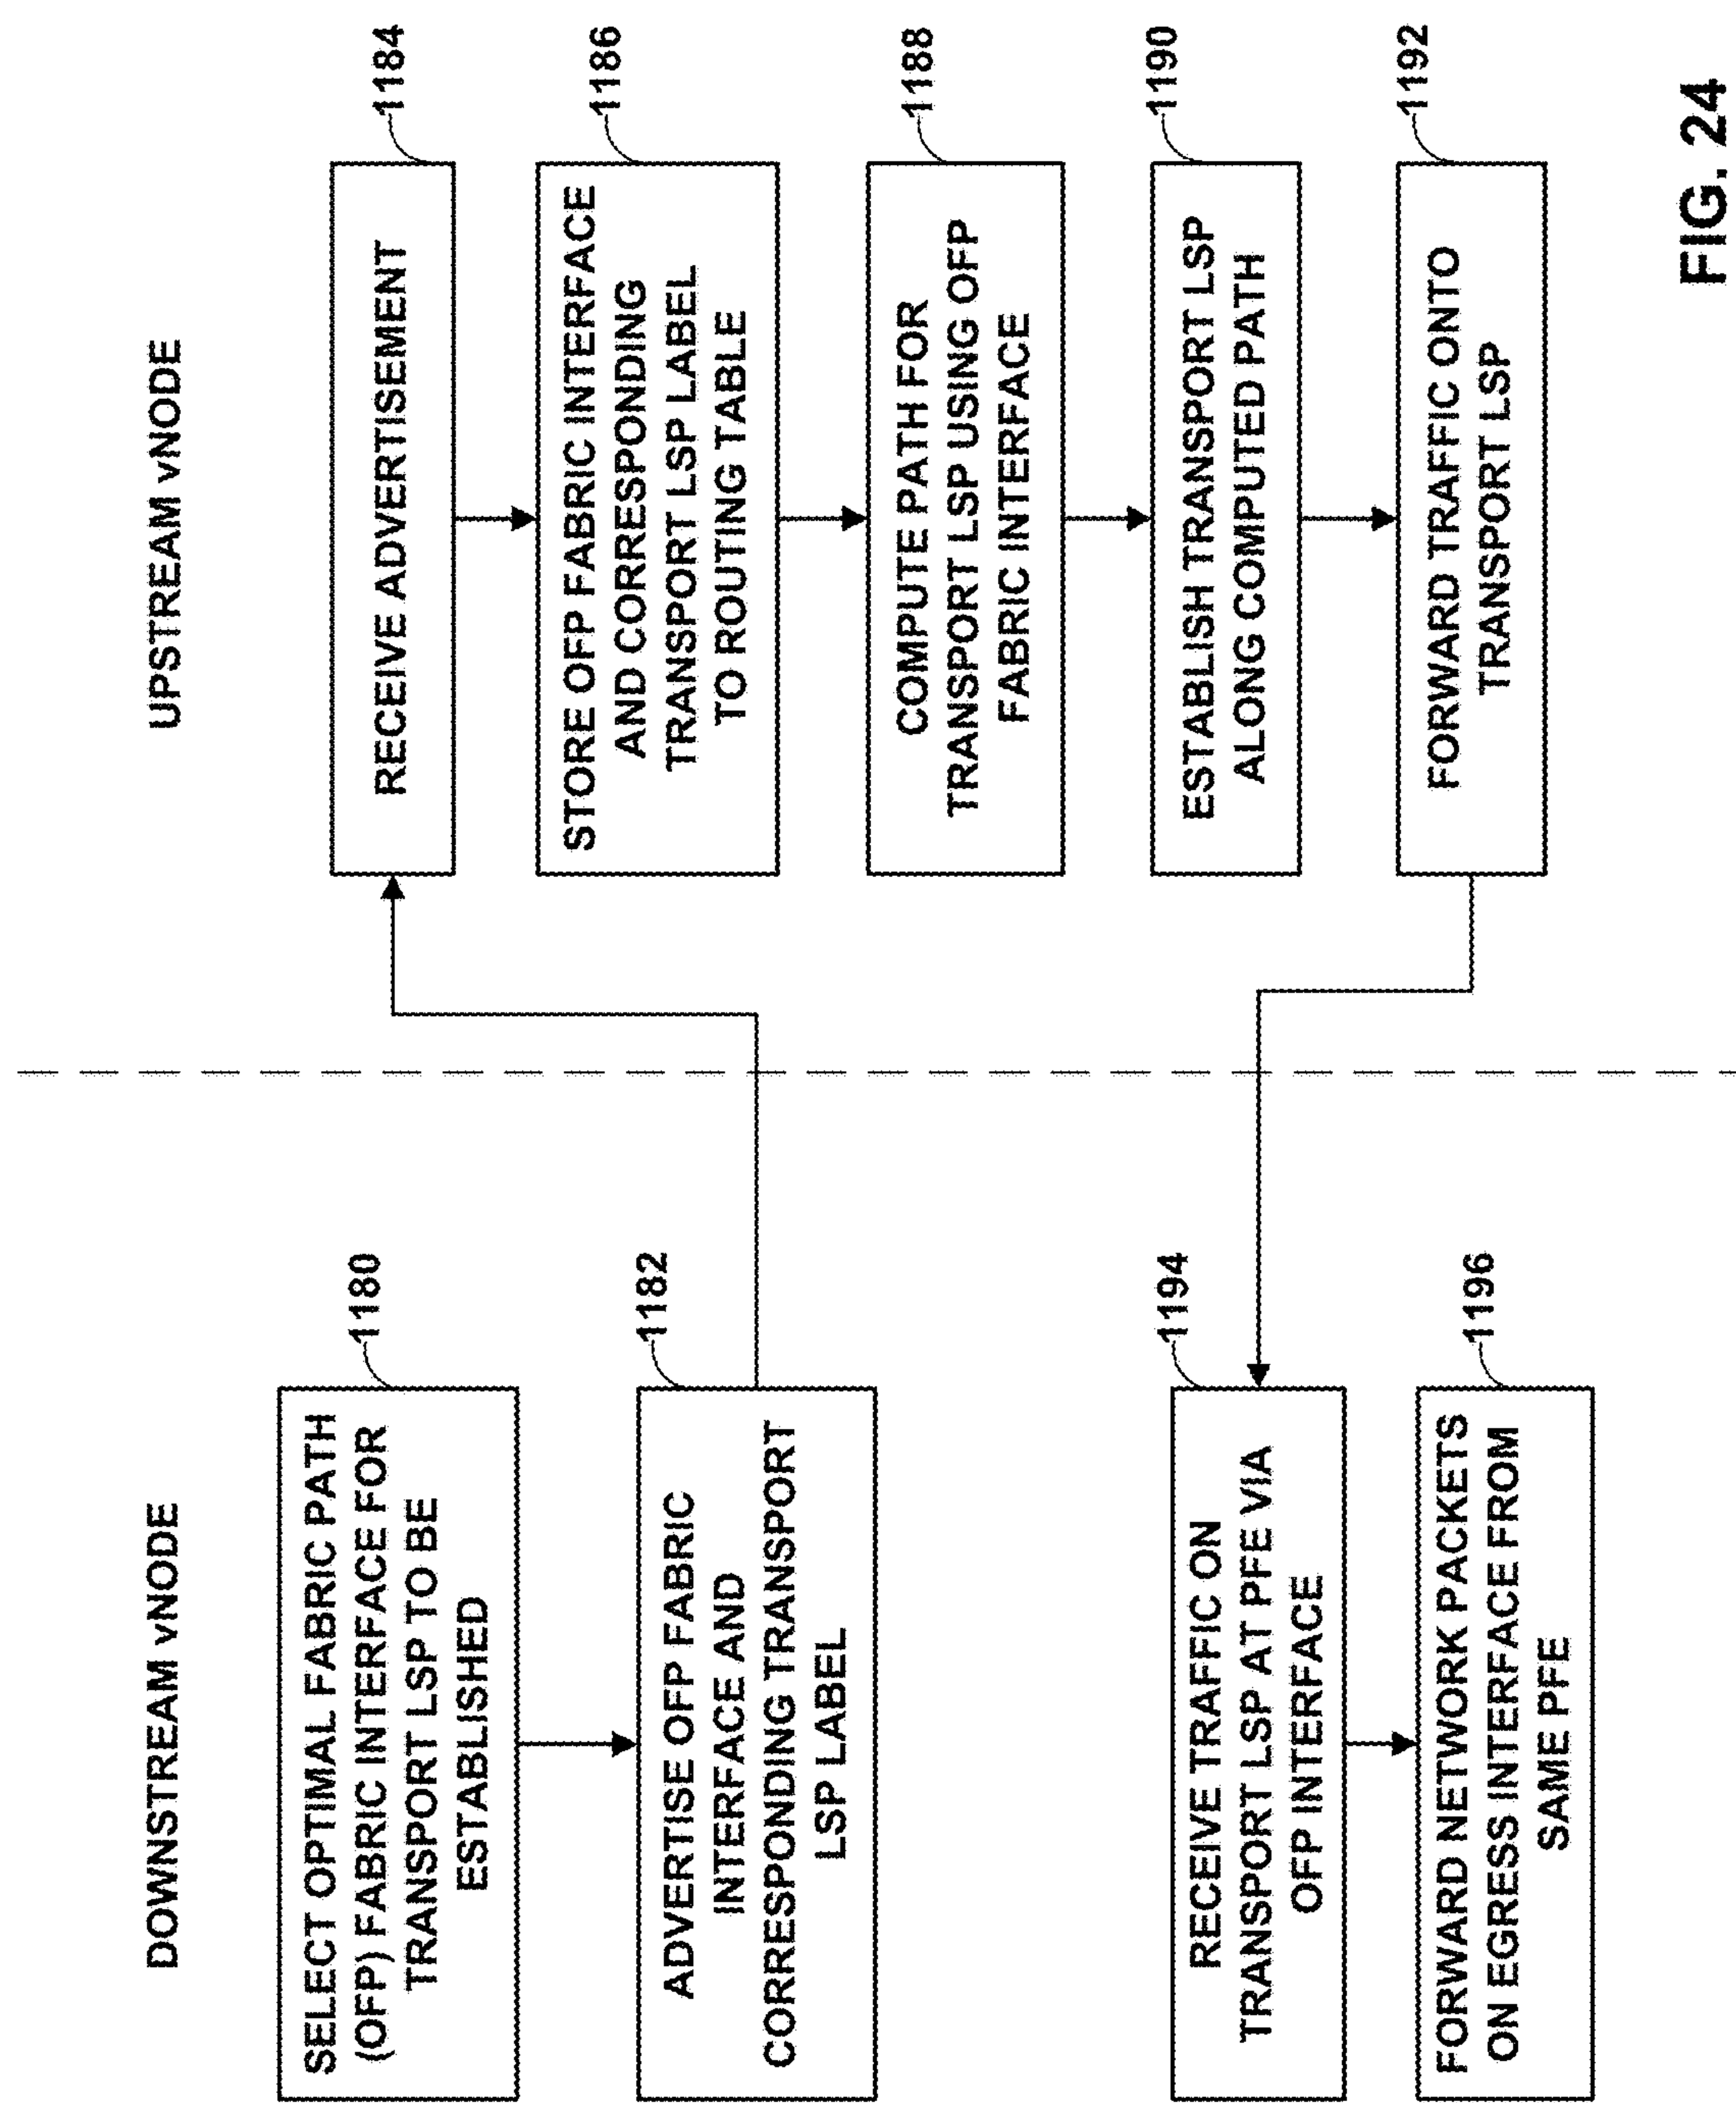 DOWNSTREAM vNODE
UPSTREAM vNODE
SELECT OPTIMAL FABRIC PATH
(OFP) FABRIC INTERFACE FOR
TRANSPORT LSP TO BE
ESTABLISHED
1180
ADVERTISE OFP FABRIC
INTERFACE AND
CORRESPONDING TRANSPORT
LSP LABEL
1182
RECEIVE ADVERTISEMENT
1184
STORE OFP FABRIC INTERFACE
AND CORRESPONDING
TRANSPORT LSP LABEL
TO ROUTING TABLE
1186
COMPUTE PATH FOR
TRANSPORT LSP USING OFP
FABRIC INTERFACE
1188
ESTABLISH TRANSPORT LSP
ALONG COMPUTED PATH
1190
FORWARD TRAFFIC ONTO
TRANSPORT LSP
1192
RECEIVE TRAFFIC ON
TRANSPORT LSP AT PFE VIA
OFP INTERFACE
1194
FORWARD NETWORK PACKETS
ON EGRESS INTERFACE FROM
SAME PFE
1196
FIG. 24